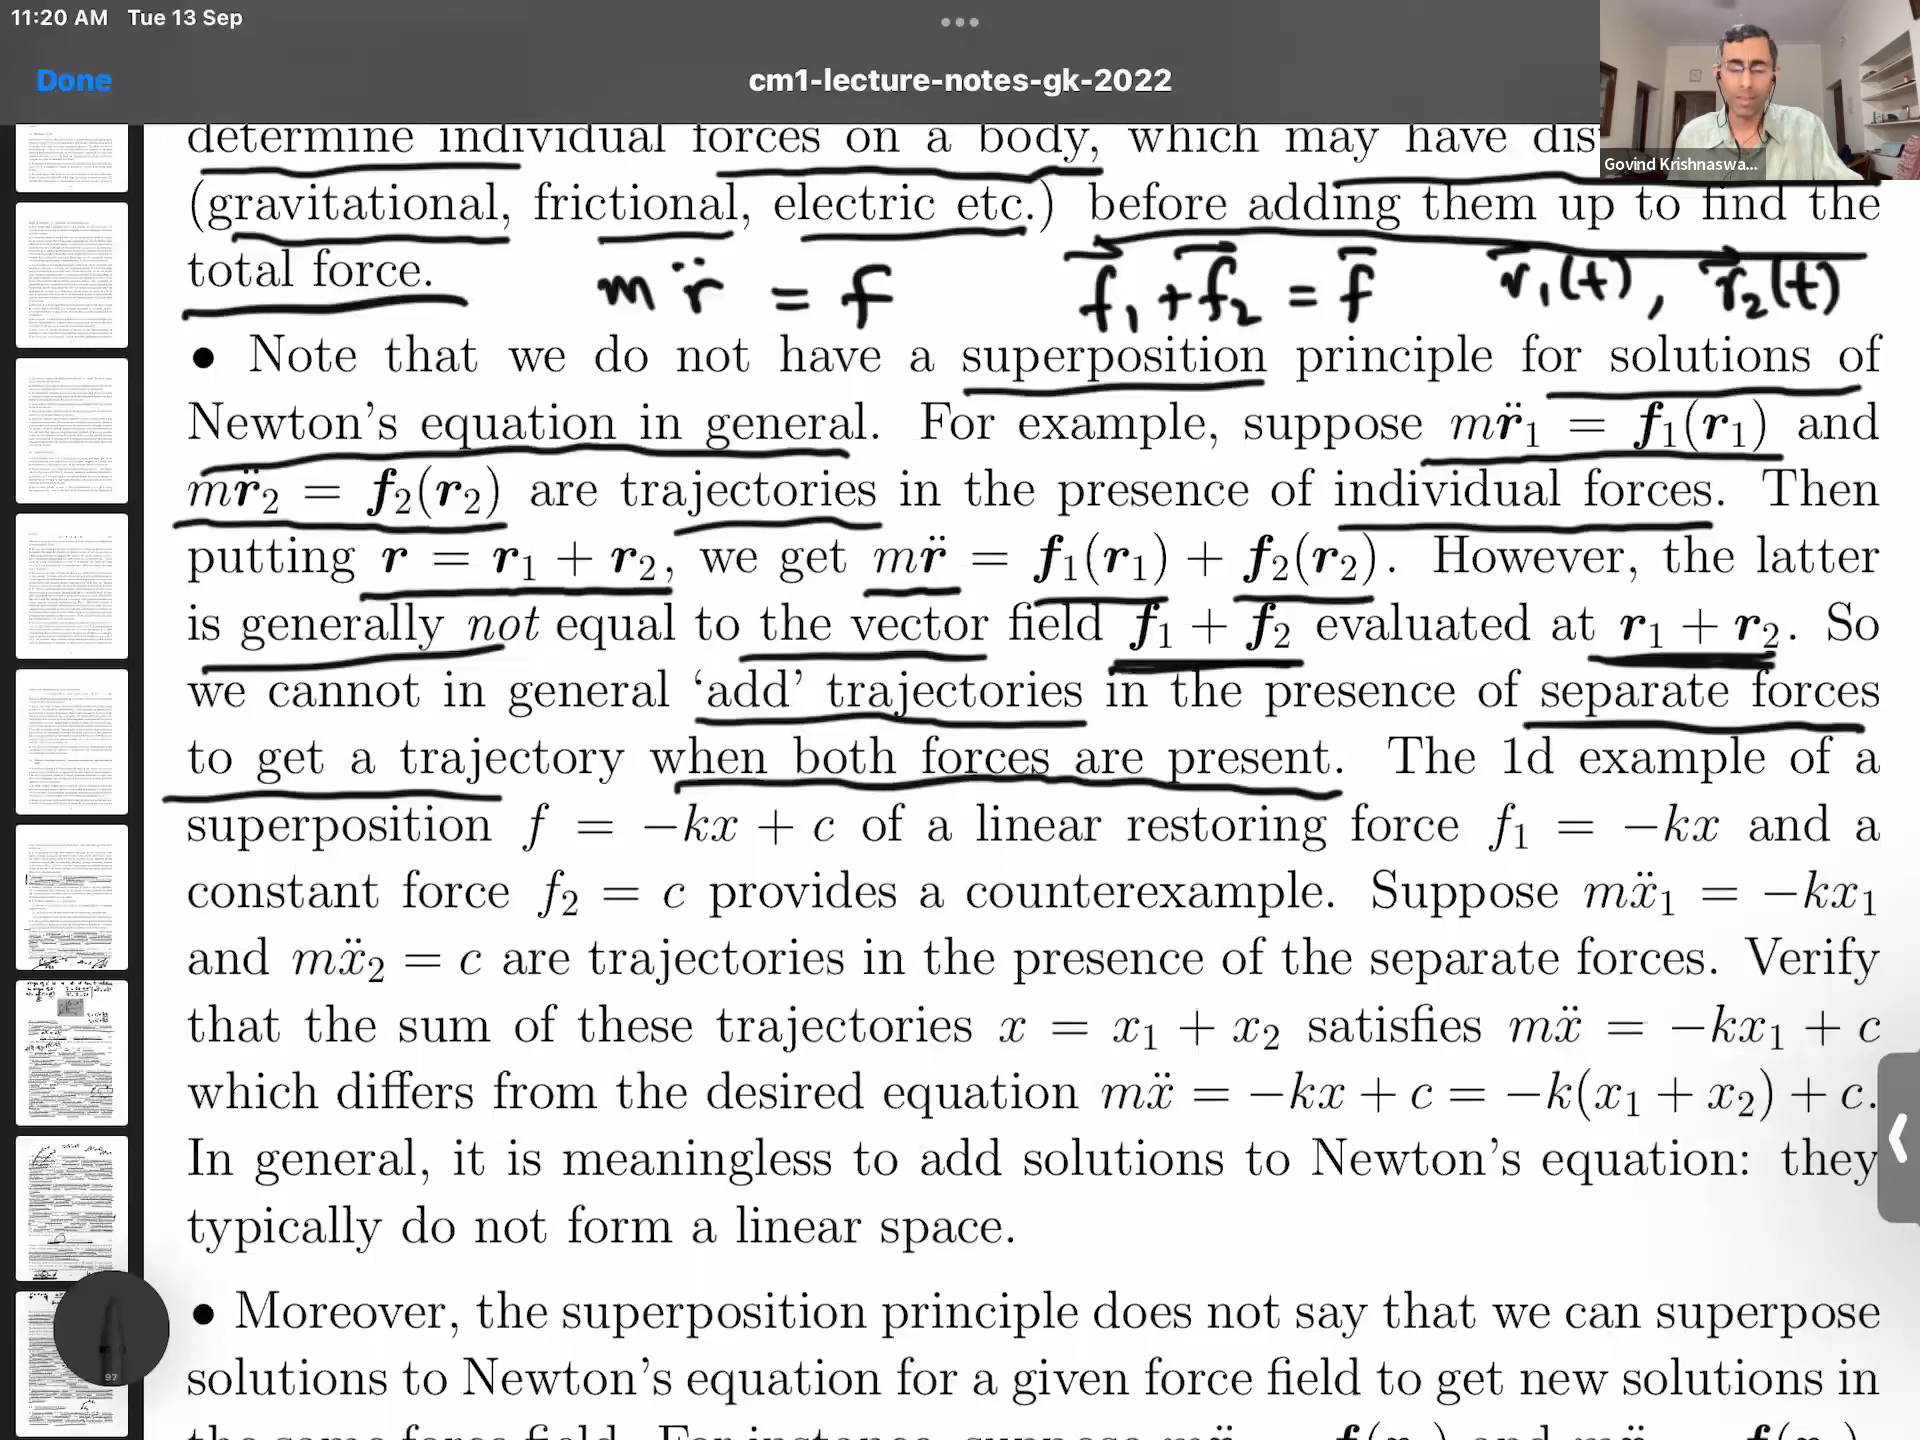 11:20 AM Tue 13 Sep
Done
cm1-lecture-notes-gk-2022
Govind Krishnaswa...
determine individual forces on a body, which may have
(gravitational, frictional, electric etc.) before adding them up to find the
total force.
m r̈ = f
f⃗₁ + f⃗₂ = f⃗
r⃗₁(t), r⃗₂(t)
• Note that we do not have a superposition principle for solutions of
Newton's equation in general. For example, suppose mr̈₁ = f₁(r₁) and
mr̈₂ = f₂(r₂) are trajectories in the presence of individual forces. Then
putting r = r₁ + r₂, we get mr̈ = f₁(r₁) + f₂(r₂). However, the latter
is generally not equal to the vector field f₁ + f₂ evaluated at r₁ + r₂. So
we cannot in general ‘add’ trajectories in the presence of separate forces
to get a trajectory when both forces are present. The 1d example of a
superposition f = −kx + c of a linear restoring force f₁ = −kx and a
constant force f₂ = c provides a counterexample. Suppose mẍ₁ = −kx₁
and mẍ₂ = c are trajectories in the presence of the separate forces. Verify
that the sum of these trajectories x = x₁ + x₂ satisfies mẍ = −kx₁ + c
which differs from the desired equation mẍ = −kx + c = −k(x₁ + x₂) + c.
In general, it is meaningless to add solutions to Newton's equation: they
typically do not form a linear space.
• Moreover, the superposition principle does not say that we can superpose
solutions to Newton's equation for a given force field to get new solutions in
97